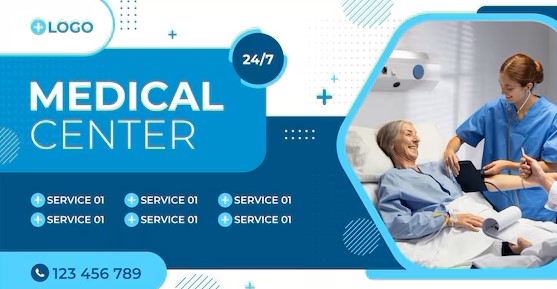 LOGO
24/7
MEDICAL
CENTER
SERVICE 01 SERVICE 01 SERVICE 01
SERVICE 01 SERVICE 01 SERVICE 01
123 456 789